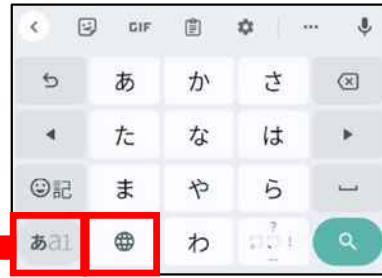 GIF
あ か さ
た な は
記 ま や ら
あa1 わ ?!